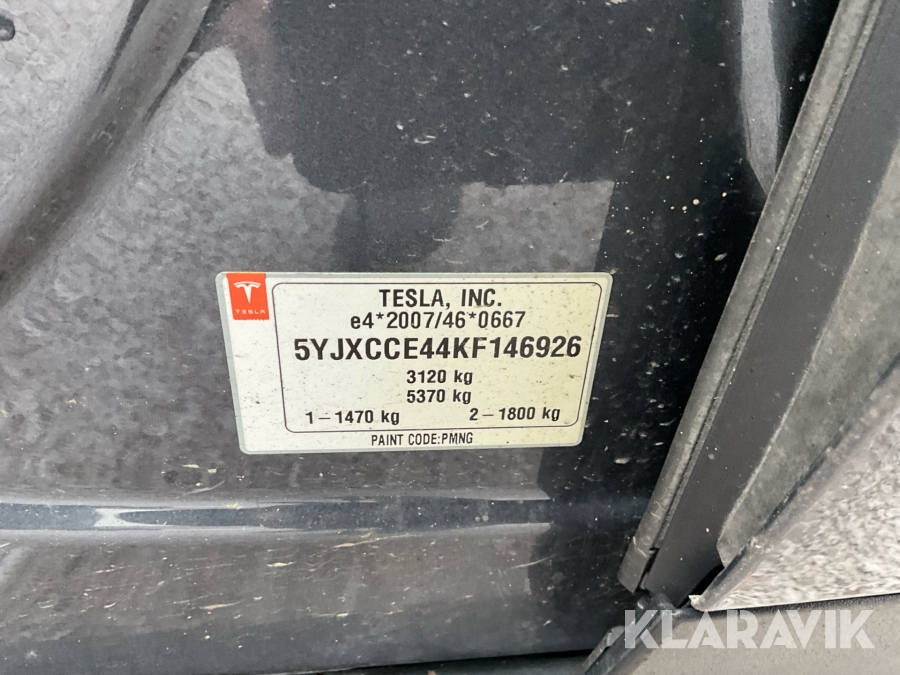 TESLA
TESLA, INC.
e4*2007/46*0667
5YJXCCE44KF146926
3120 kg
5370 kg
1-1470 kg 2-1800 kg
PAINT CODE:PMNG
KLARAVIK